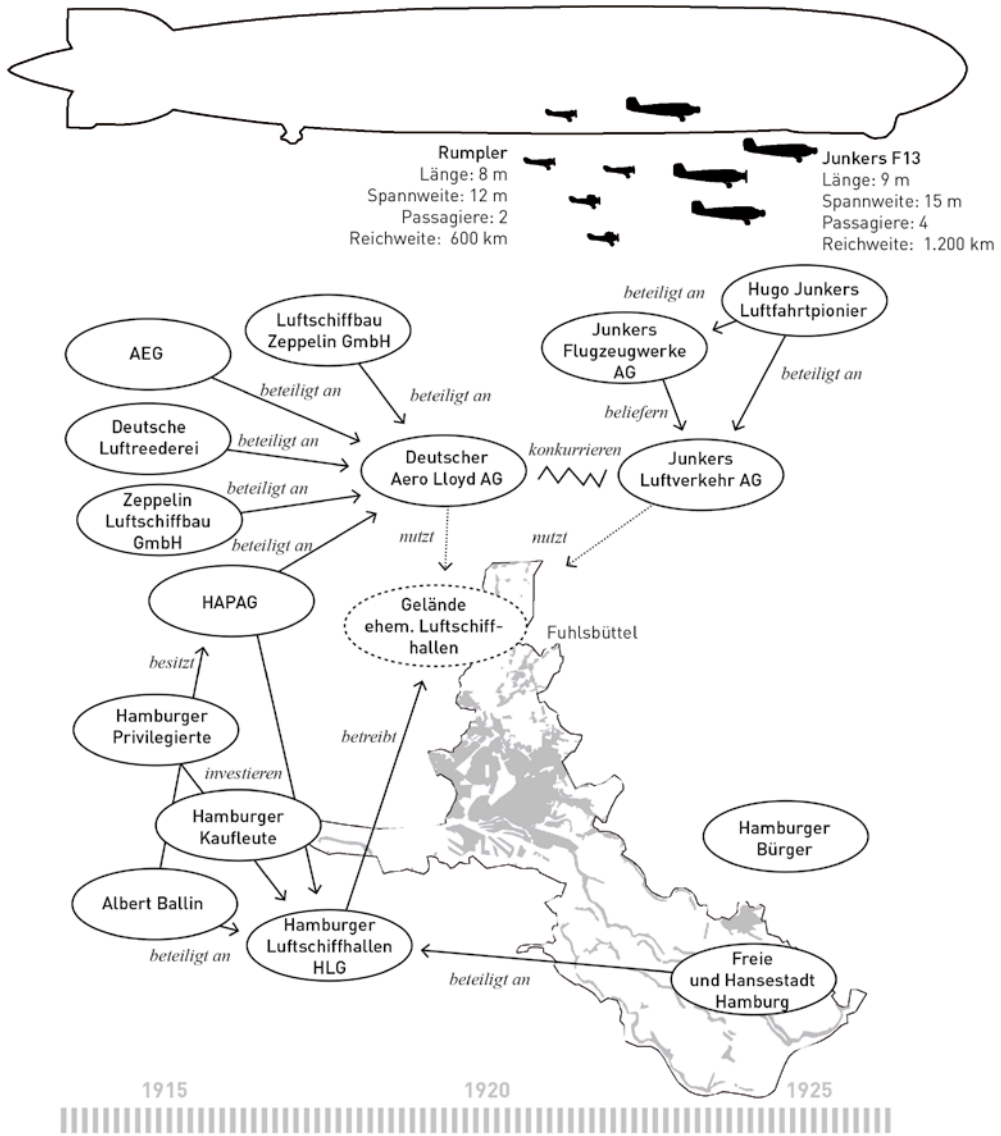 Rumpler
Länge: 8 m
Spannweite: 12 m
Passagiere: 2
Reichweite: 600 km
Junkers F13
Länge: 9 m
Spannweite: 15 m
Passagiere: 4
Reichweite: 1.200 km
Hugo Junkers
Luftfahrtpionier
beteiligt an
Luftschiffbau
Zeppelin GmbH
Junkers
Flugzeugwerke
AG
AEG
beteiligt an
beteiligt an
beteiligt an
beliefern
Deutsche
Luftreederei
beteiligt an
Deutscher
Aero Lloyd AG
konkurrieren
Junkers
Luftverkehr AG
Zeppelin
Luftschiffbau
GmbH
beteiligt an
beteiligt an
nutzt
nutzt
HAPAG
Gelände
ehem. Luftschiff-
hallen
Fuhlsbüttel
besitzt
Hamburger
Privilegierte
betreibt
investieren
Hamburger
Kaufleute
Hamburger
Bürger
Albert Ballin
beteiligt an
Hamburger
Luftschiffhallen
HLG
beteiligt an
Freie
und Hansestadt
Hamburg
1915
1920
1925